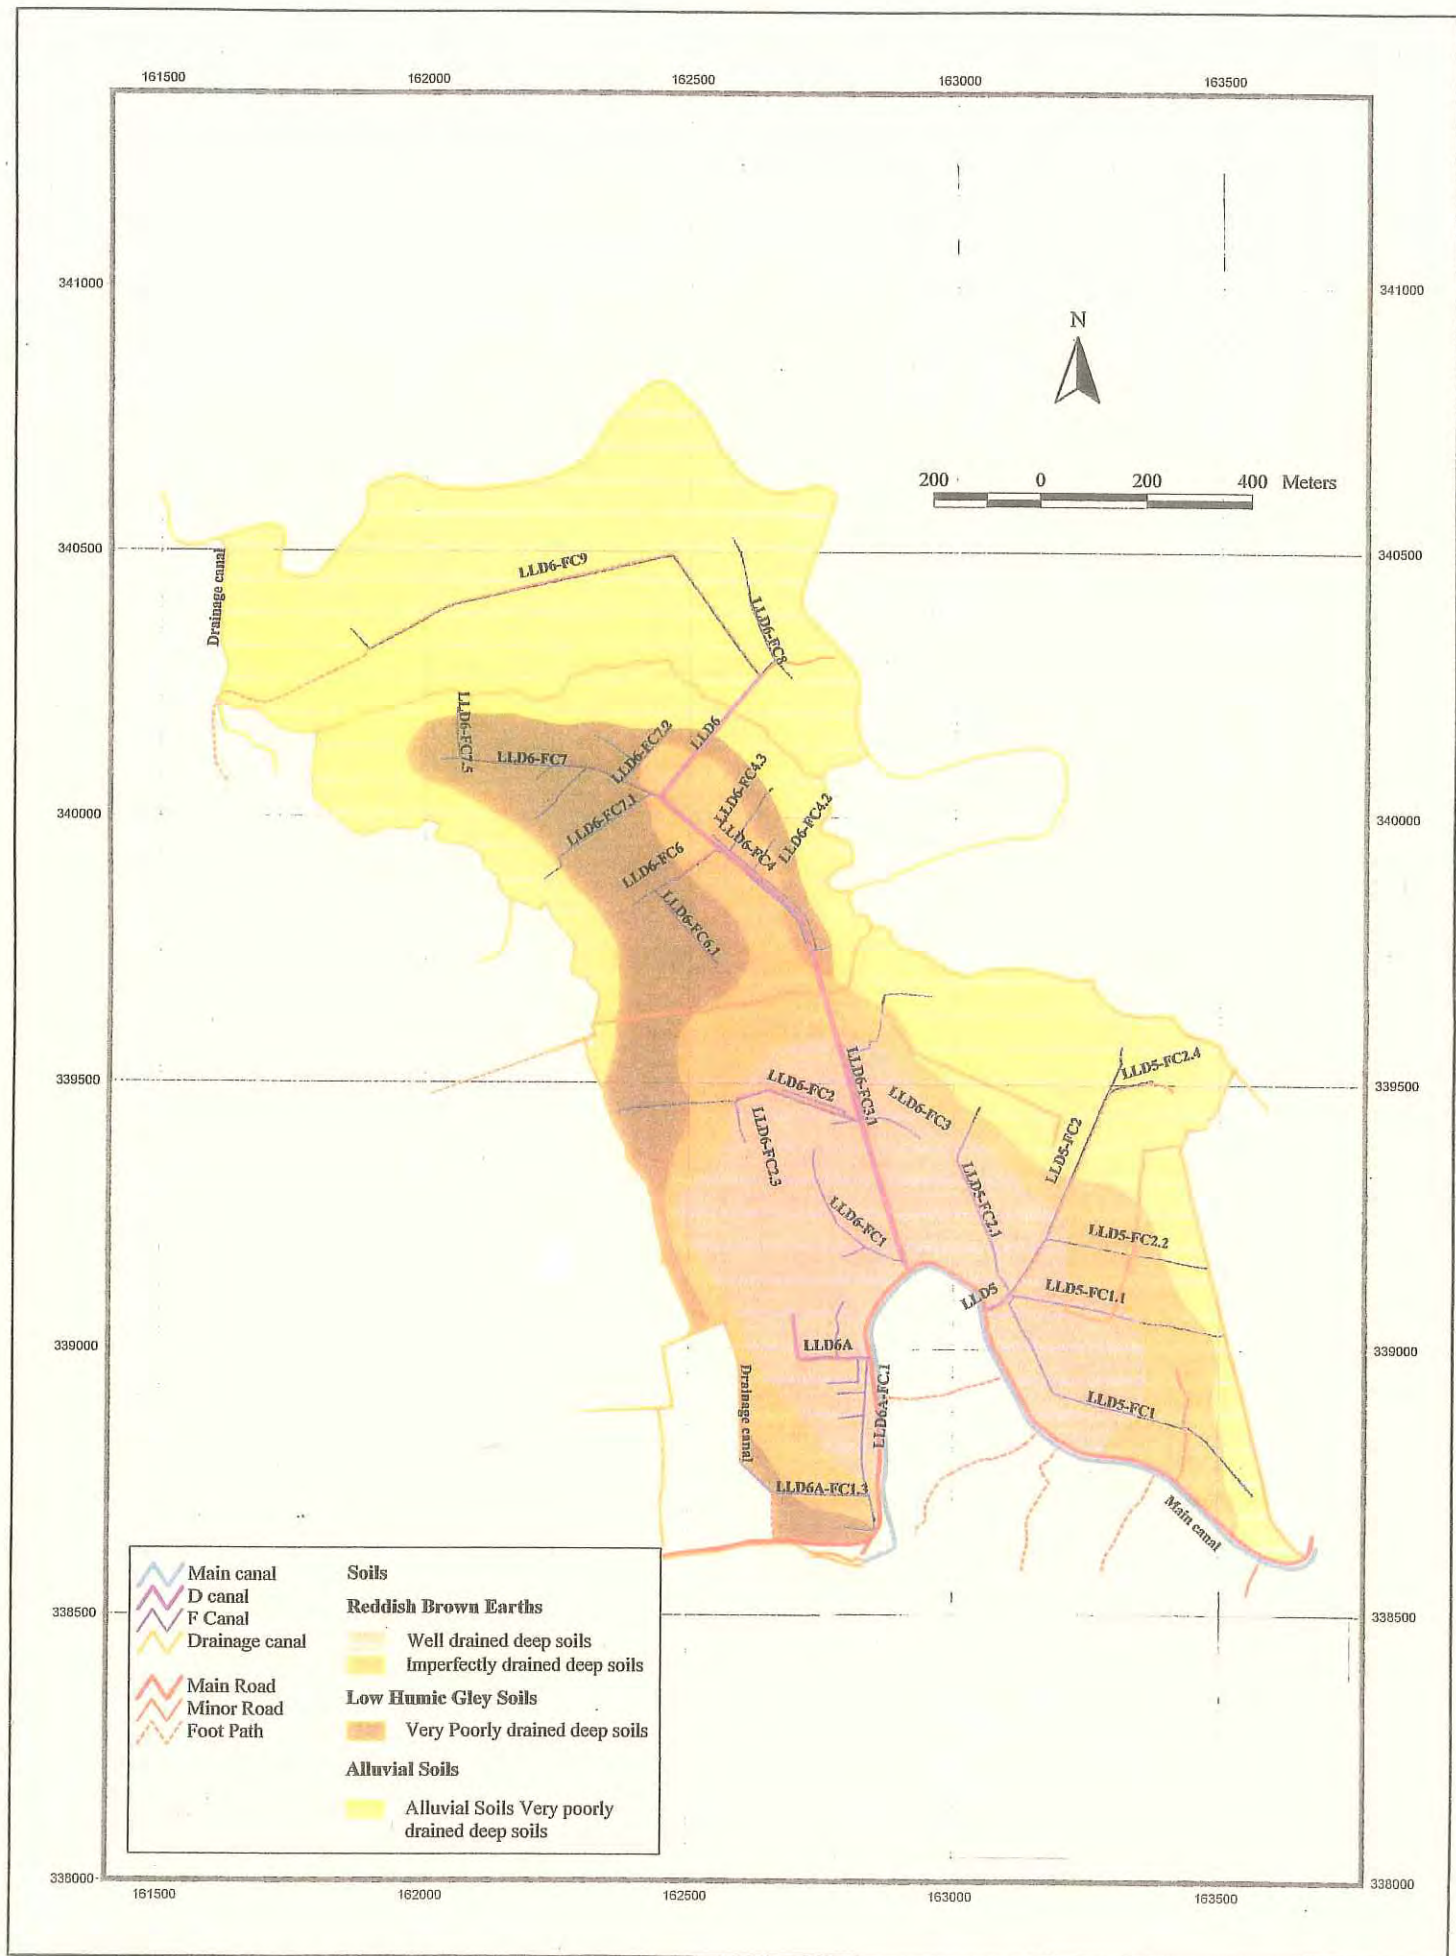 161500 162000 162500 163000 163500
341000 341000
N
200 0 200 400 Meters
340500 340500
Drainage canal
LLD6-FC9
LLD6-FC8
LLD6-FC7.5
LLD6-FC7
LLD6-FC7.2
LLD6
LLD6-FC4.3
LLD6-FC7.1
LLD6-FC4
LLD6-FC4.2
340000 340000
LLD6-FC6
LLD6-FC6.1
339500 339500
LLD6-FC2
LLD6-FC3.1
LLD6-FC3
LLD5-FC2.4
LLD5-FC2
LLD6-FC2.3
LLD5-FC2.1
LLD6-FC1
LLD5-FC2.2
LLD5
LLD5-FC1.1
339000 339000
LLD6A
Drainage canal
LLD6A-FC.1
LLD5-FC1
LLD6A-FC1.3
Main canal
338500 338500
Main canal
D canal
F Canal
Drainage canal
Main Road
Minor Road
Foot Path
Soils
Reddish Brown Earths
Well drained deep soils
Imperfectly drained deep soils
Low Humic Gley Soils
Very Poorly drained deep soils
Alluvial Soils
Alluvial Soils Very poorly
drained deep soils
338000 338000
161500 162000 162500 163000 163500